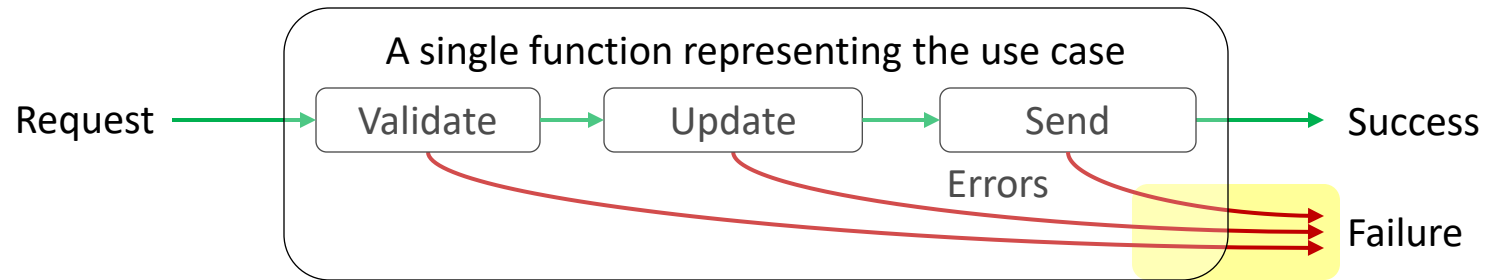 A single function representing the use case
Request
Validate
Update
Send
Success
Errors
Failure